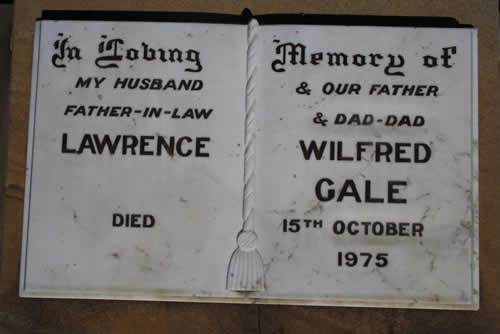 In Loving Memory of
MY HUSBAND & OUR FATHER
FATHER-IN-LAW & DAD-DAD
LAWRENCE WILFRED
GALE
DIED 15TH OCTOBER
1975